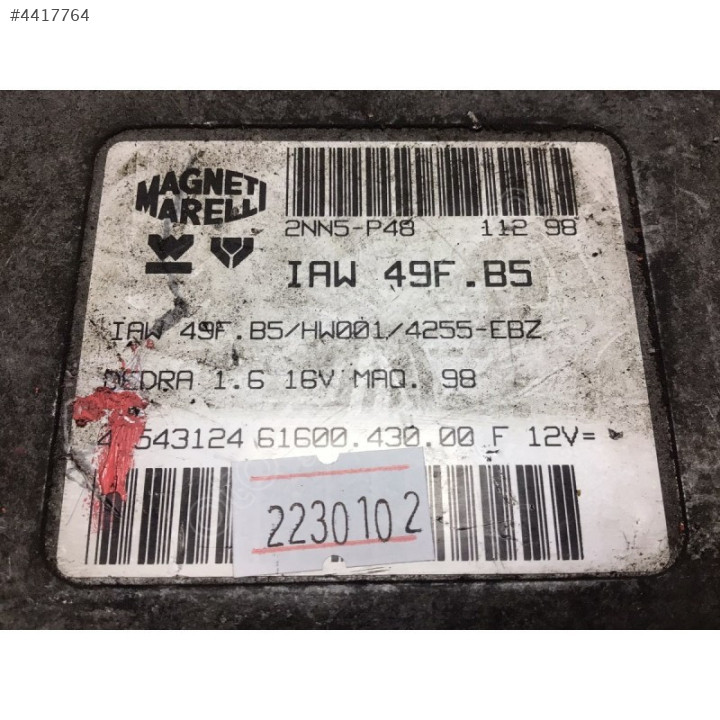 #4417764
MAGNETI
MARELLI
2NN5-P48 112 98
IAW 49F.B5
IAW 49F.B5/HW001/4255-EBZ
DEDRA 1.6 16V MAQ. 98
543124 61600.430.00 F 12V=
2230102